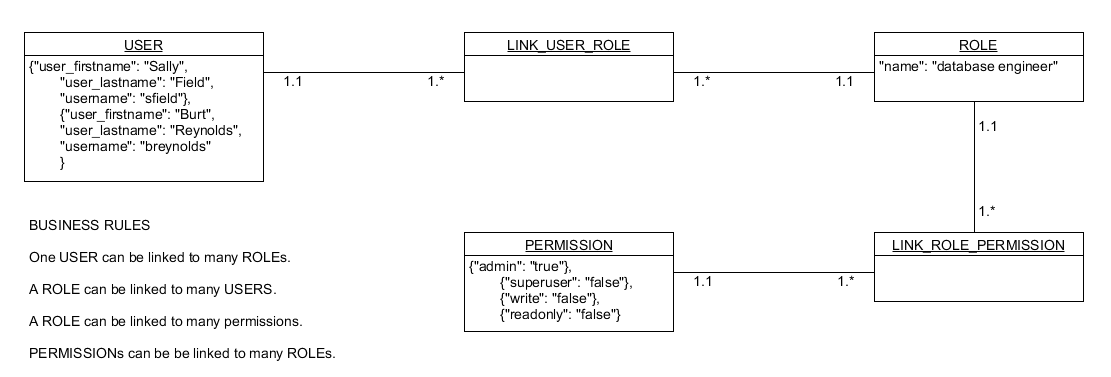 USER
{"user_firstname": "Sally",
"user_lastname": "Field",
"username": "sfield"},
{"user_firstname": "Burt",
"user_lastname": "Reynolds",
"username": "breynolds"
}
1.1
1.*
LINK_USER_ROLE
1.*
1.1
ROLE
"name": "database engineer"
1.1
1.*
LINK_ROLE_PERMISSION
1.*
1.1
PERMISSION
{"admin": "true"},
{"superuser": "false"},
{"write": "false"},
{"readonly": "false"}
BUSINESS RULES
One USER can be linked to many ROLEs.
A ROLE can be linked to many USERS.
A ROLE can be linked to many permissions.
PERMISSIONs can be be linked to many ROLEs.